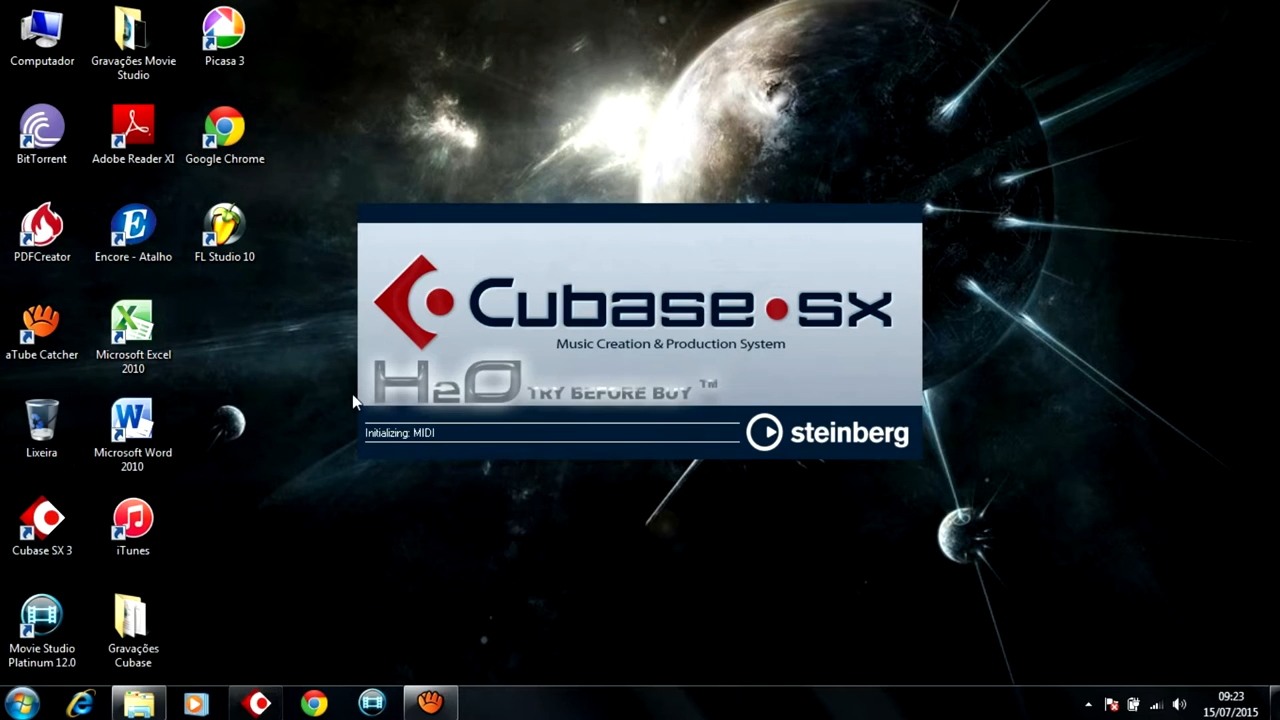 Computador
Gravações Movie
Studio
Picasa 3
BitTorrent
Adobe Reader XI
Google Chrome
PDFCreator
Encore - Atalho
FL Studio 10
aTube Catcher
Microsoft Excel
2010
Lixeira
Microsoft Word
2010
Cubase SX 3
iTunes
Movie Studio
Platinum 12.0
Gravações
Cubase
Cubase•sx
Music Creation & Production System
H2O TRY BEFORE BUY ™
Initializing: MIDI
steinberg
09:23
15/07/2015